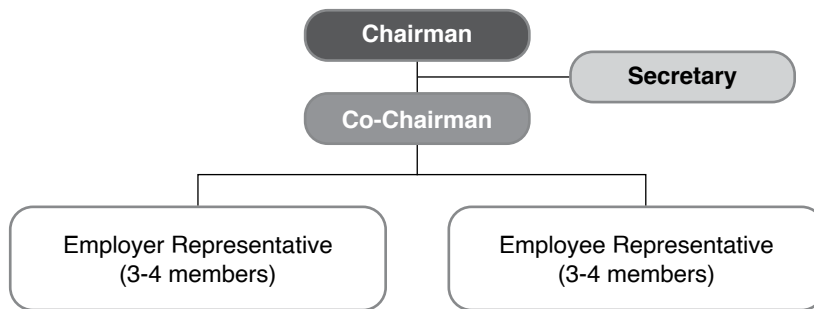 Chairman
Secretary
Co-Chairman
Employer Representative
(3-4 members)
Employee Representative
(3-4 members)